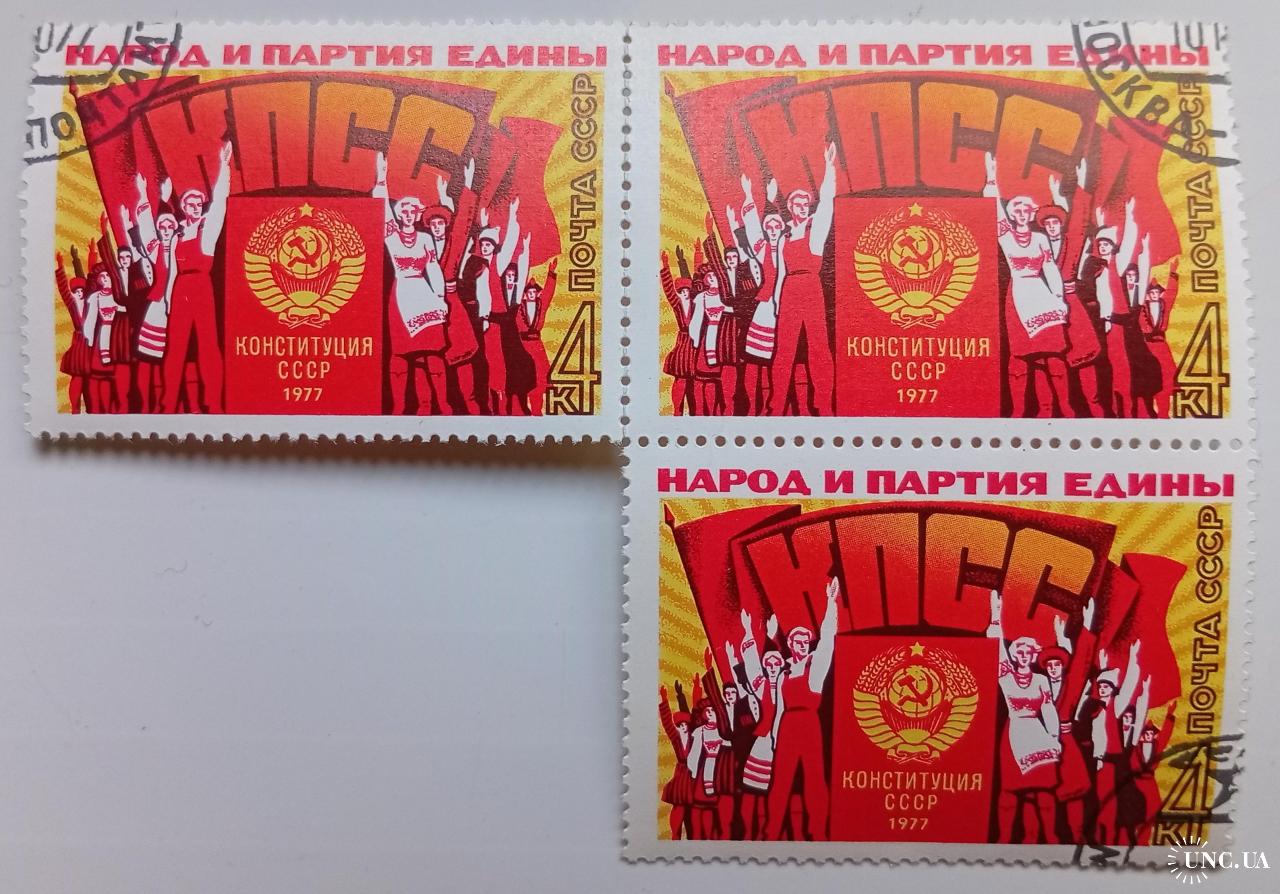 НАРОД И ПАРТИЯ ЕДИНЫ
КПСС
ПОЧТА СССР
КОНСТИТУЦИЯ
СССР
1977
4
К
НАРОД И ПАРТИЯ ЕДИНЫ
КПСС
ПОЧТА СССР
КОНСТИТУЦИЯ
СССР
1977
4
К
НАРОД И ПАРТИЯ ЕДИНЫ
КПСС
ПОЧТА СССР
КОНСТИТУЦИЯ
СССР
1977
4
К
UNC.UA